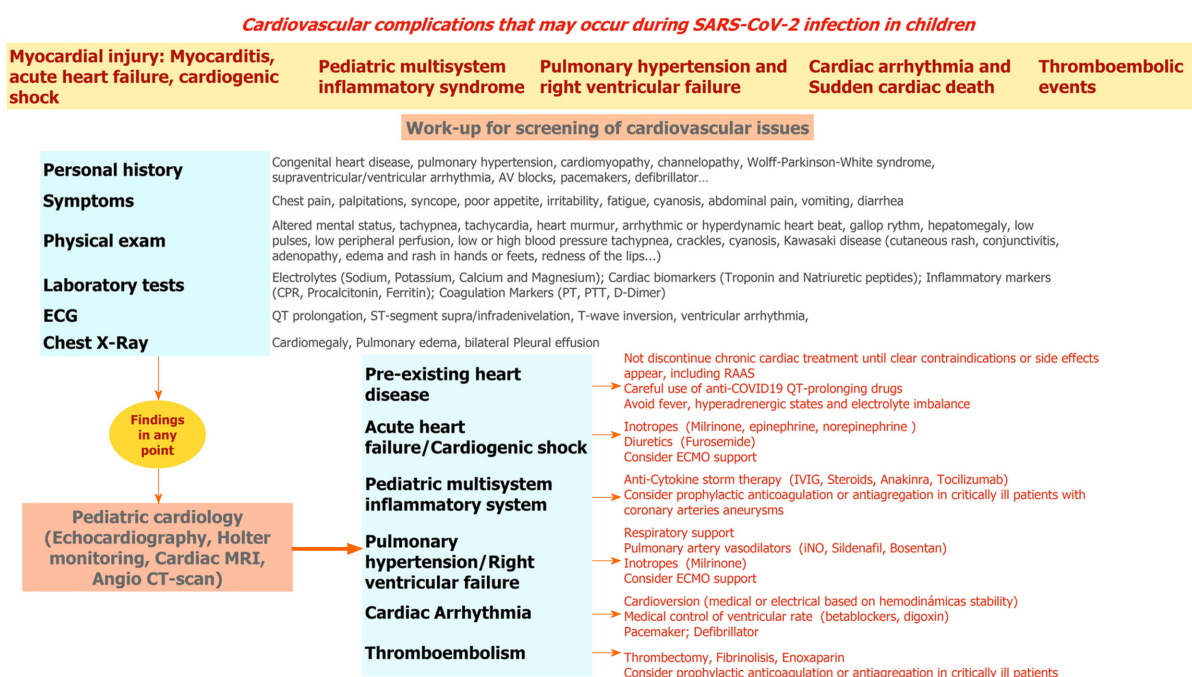 Cardiovascular complications that may occur during SARS-CoV-2 infection in children
Myocardial injury: Myocarditis,
acute heart failure, cardiogenic
shock
Pediatric multisystem
inflammatory syndrome
Pulmonary hypertension and
right ventricular failure
Cardiac arrhythmia and
Sudden cardiac death
Thromboembolic
events
Work-up for screening of cardiovascular issues
Personal history
Congenital heart disease, pulmonary hypertension, cardiomyopathy, channelopathy, Wolff-Parkinson-White syndrome,
supraventricular/ventricular arrhythmia, AV blocks, pacemakers, defibrillator...
Symptoms
Chest pain, palpitations, syncope, poor appetite, irritability, fatigue, cyanosis, abdominal pain, vomiting, diarrhea
Physical exam
Altered mental status, tachypnea, tachycardia, heart murmur, arrhythmic or hyperdynamic heart beat, gallop rythm, hepatomegaly, low
pulses, low peripheral perfusion, low or high blood pressure tachypnea, crackles, cyanosis, Kawasaki disease (cutaneous rash, conjunctivitis,
adenopathy, edema and rash in hands or feets, redness of the lips...)
Laboratory tests
Electrolytes (Sodium, Potassium, Calcium and Magnesium); Cardiac biomarkers (Troponin and Natriuretic peptides); Inflammatory markers
(CPR, Procalcitonin, Ferritin); Coagulation Markers (PT, PTT, D-Dimer)
ECG
QT prolongation, ST-segment supra/infradenivelation, T-wave inversion, ventricular arrhythmia,
Chest X-Ray
Cardiomegaly, Pulmonary edema, bilateral Pleural effusion
Findings
in any
point
Pediatric cardiology
(Echocardiography, Holter
monitoring, Cardiac MRI,
Angio CT-scan)
Pre-existing heart
disease
Not discontinue chronic cardiac treatment until clear contraindications or side effects
appear, including RAAS
Careful use of anti-COVID19 QT-prolonging drugs
Avoid fever, hyperadrenergic states and electrolyte imbalance
Acute heart
failure/Cardiogenic shock
Inotropes (Milrinone, epinephrine, norepinephrine )
Diuretics (Furosemide)
Consider ECMO support
Pediatric multisystem
inflammatory system
Anti-Cytokine storm therapy (IVIG, Steroids, Anakinra, Tocilizumab)
Consider prophylactic anticoagulation or antiagregation in critically ill patients with
coronary arteries aneurysms
Pulmonary
hypertension/Right
ventricular failure
Respiratory support
Pulmonary artery vasodilators (iNO, Sildenafil, Bosentan)
Inotropes (Milrinone)
Consider ECMO support
Cardiac Arrhythmia
Cardioversion (medical or electrical based on hemodinámicas stability)
Medical control of ventricular rate (betablockers, digoxin)
Pacemaker; Defibrillator
Thromboembolism
Thrombectomy, Fibrinolisis, Enoxaparin
Consider prophylactic anticoagulation or antiagregation in critically ill patients